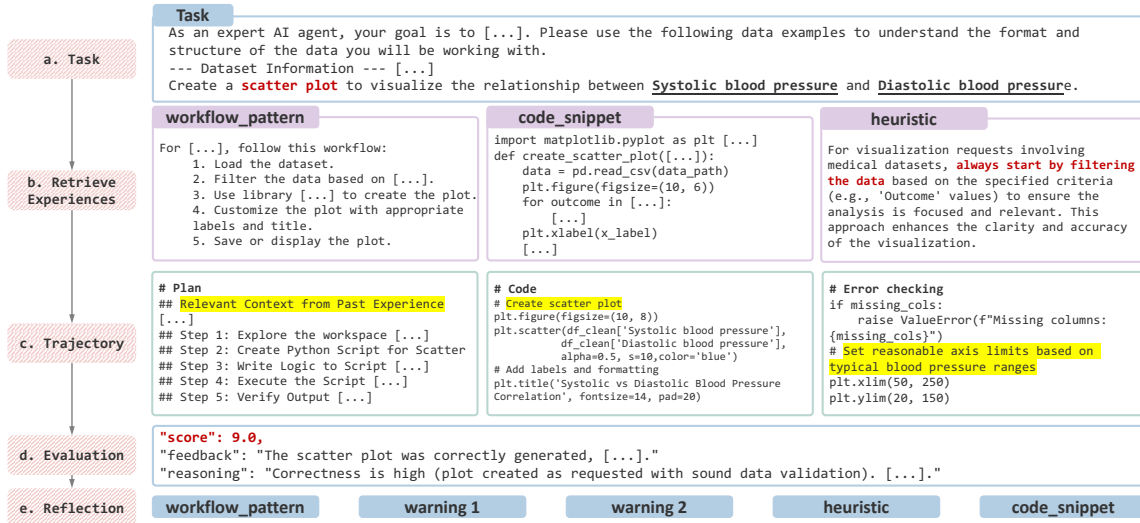 Task
a. Task
As an expert AI agent, your goal is to [...]. Please use the following data examples to understand the format and
structure of the data you will be working with.
--- Dataset Information --- [...]
Create a scatter plot to visualize the relationship between Systolic blood pressure and Diastolic blood pressure.
b. Retrieve
Experiences
workflow_pattern
For [...], follow this workflow:
1. Load the dataset.
2. Filter the data based on [...].
3. Use library [...] to create the plot.
4. Customize the plot with appropriate
labels and title.
5. Save or display the plot.
code_snippet
import matplotlib.pyplot as plt [...]
def create_scatter_plot([...]):
data = pd.read_csv(data_path)
plt.figure(figsize=(10, 6))
for outcome in [...]:
[...]
plt.xlabel(x_label)
[...]
heuristic
For visualization requests involving
medical datasets, always start by filtering
the data based on the specified criteria
(e.g., 'Outcome' values) to ensure the
analysis is focused and relevant. This
approach enhances the clarity and accuracy
of the visualization.
c. Trajectory
# Plan
## Relevant Context from Past Experience
[...]
## Step 1: Explore the workspace [...]
## Step 2: Create Python Script for Scatter
## Step 3: Write Logic to Script [...]
## Step 4: Execute the Script [...]
## Step 5: Verify Output [...]
# Code
# Create scatter plot
plt.figure(figsize=(10, 8))
plt.scatter(df_clean['Systolic blood pressure'],
df_clean['Diastolic blood pressure'],
alpha=0.5, s=10,color='blue')
# Add labels and formatting
plt.title('Systolic vs Diastolic Blood Pressure
Correlation', fontsize=14, pad=20)
# Error checking
if missing_cols:
raise ValueError(f"Missing columns:
{missing_cols}")
# Set reasonable axis limits based on
typical blood pressure ranges
plt.xlim(50, 250)
plt.ylim(20, 150)
d. Evaluation
"score": 9.0,
"feedback": "The scatter plot was correctly generated, [...]."
"reasoning": "Correctness is high (plot created as requested with sound data validation). [...]."
e. Reflection
workflow_pattern
warning 1
warning 2
heuristic
code_snippet